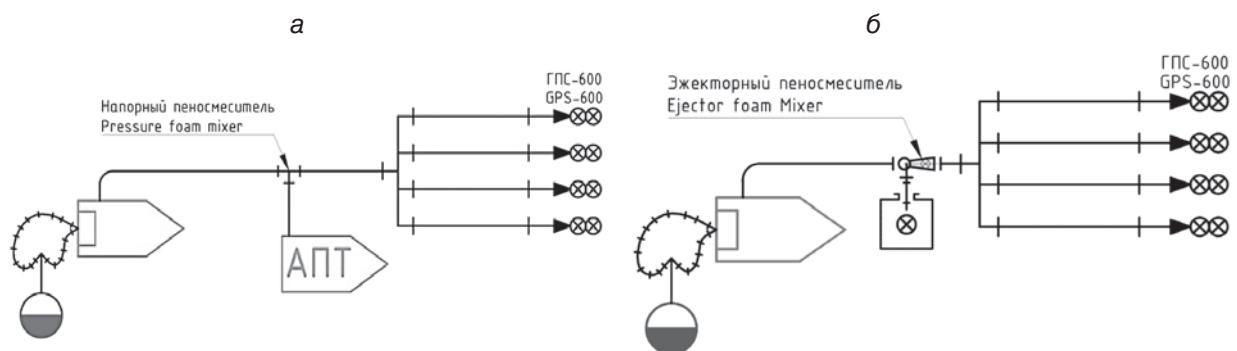 а
б
ГПС-600
GPS-600
Напорный пеносмеситель
Pressure foam mixer
АПТ
ГПС-600
GPS-600
Эжекторный пеносмеситель
Ejector foam Mixer